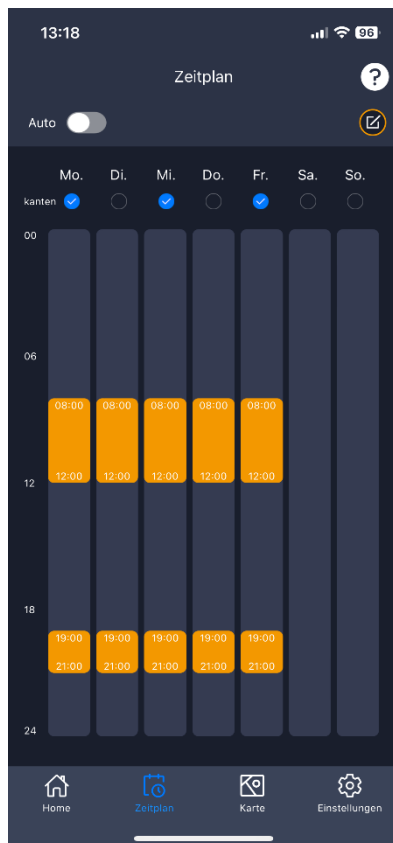 13:18
96
Zeitplan
?
Auto
Mo. Di. Mi. Do. Fr. Sa. So.
kanten
00
06
08:00 08:00 08:00 08:00 08:00
12:00 12:00 12:00 12:00 12:00
12
18
19:00 19:00 19:00 19:00 19:00
21:00 21:00 21:00 21:00 21:00
24
Home Zeitplan Karte Einstellungen